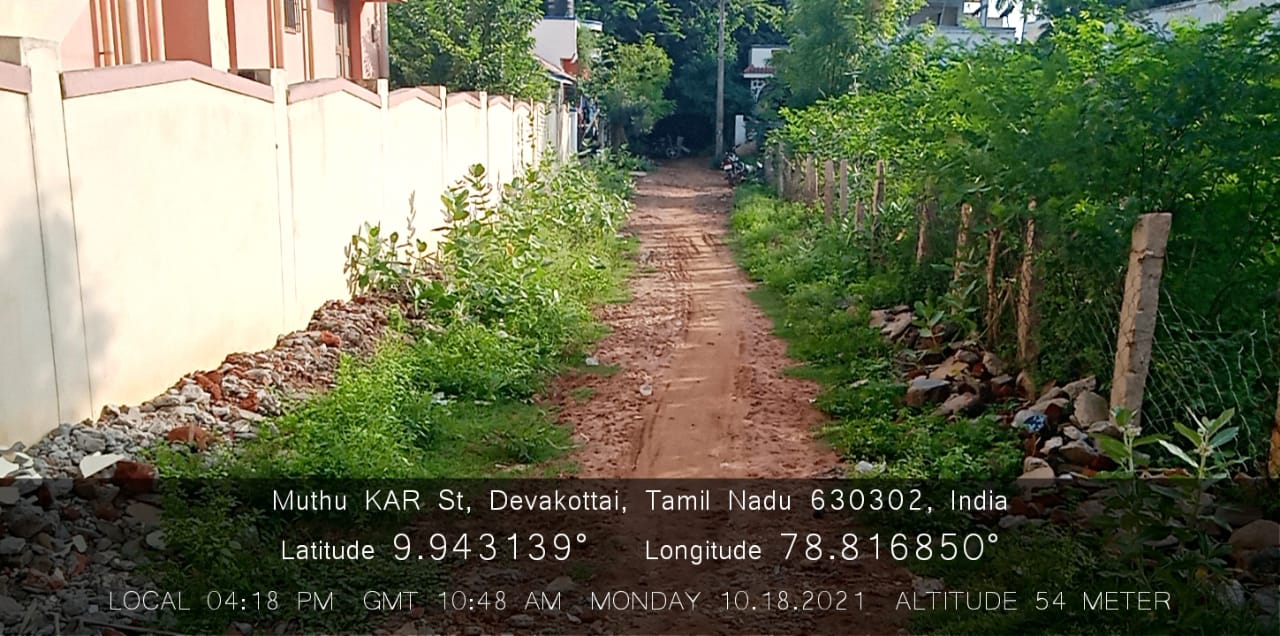 Muthu KAR St, Devakottai, Tamil Nadu 630302, India
Latitude 9.943139° Longitude 78.816850°
LOCAL 04:18 PM GMT 10:48 AM MONDAY 10.18.2021 ALTITUDE 54 METER